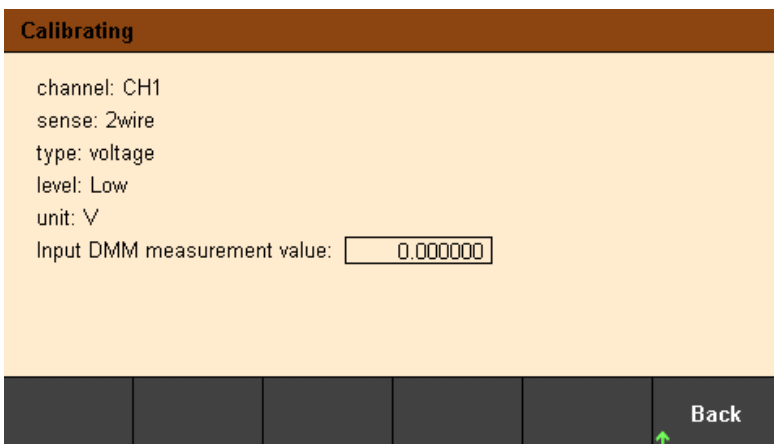 Calibrating
channel: CH1
sense: 2wire
type: voltage
level: Low
unit: V
Input DMM measurement value: 0.000000
Back